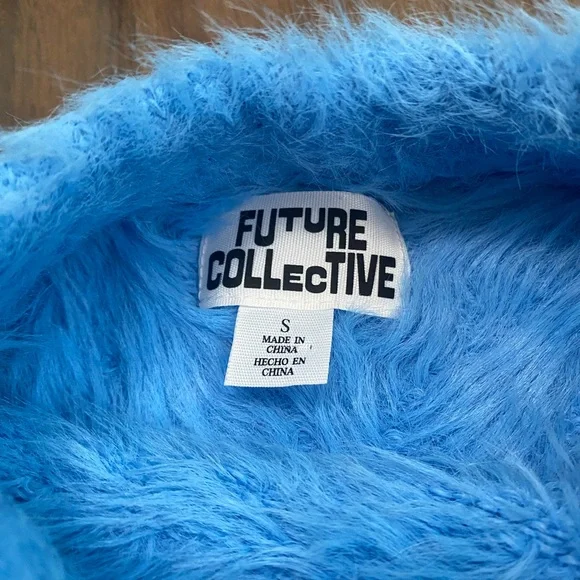 FUTURE
COLLECTIVE
S
MADE IN
CHINA
HECHO EN
CHINA